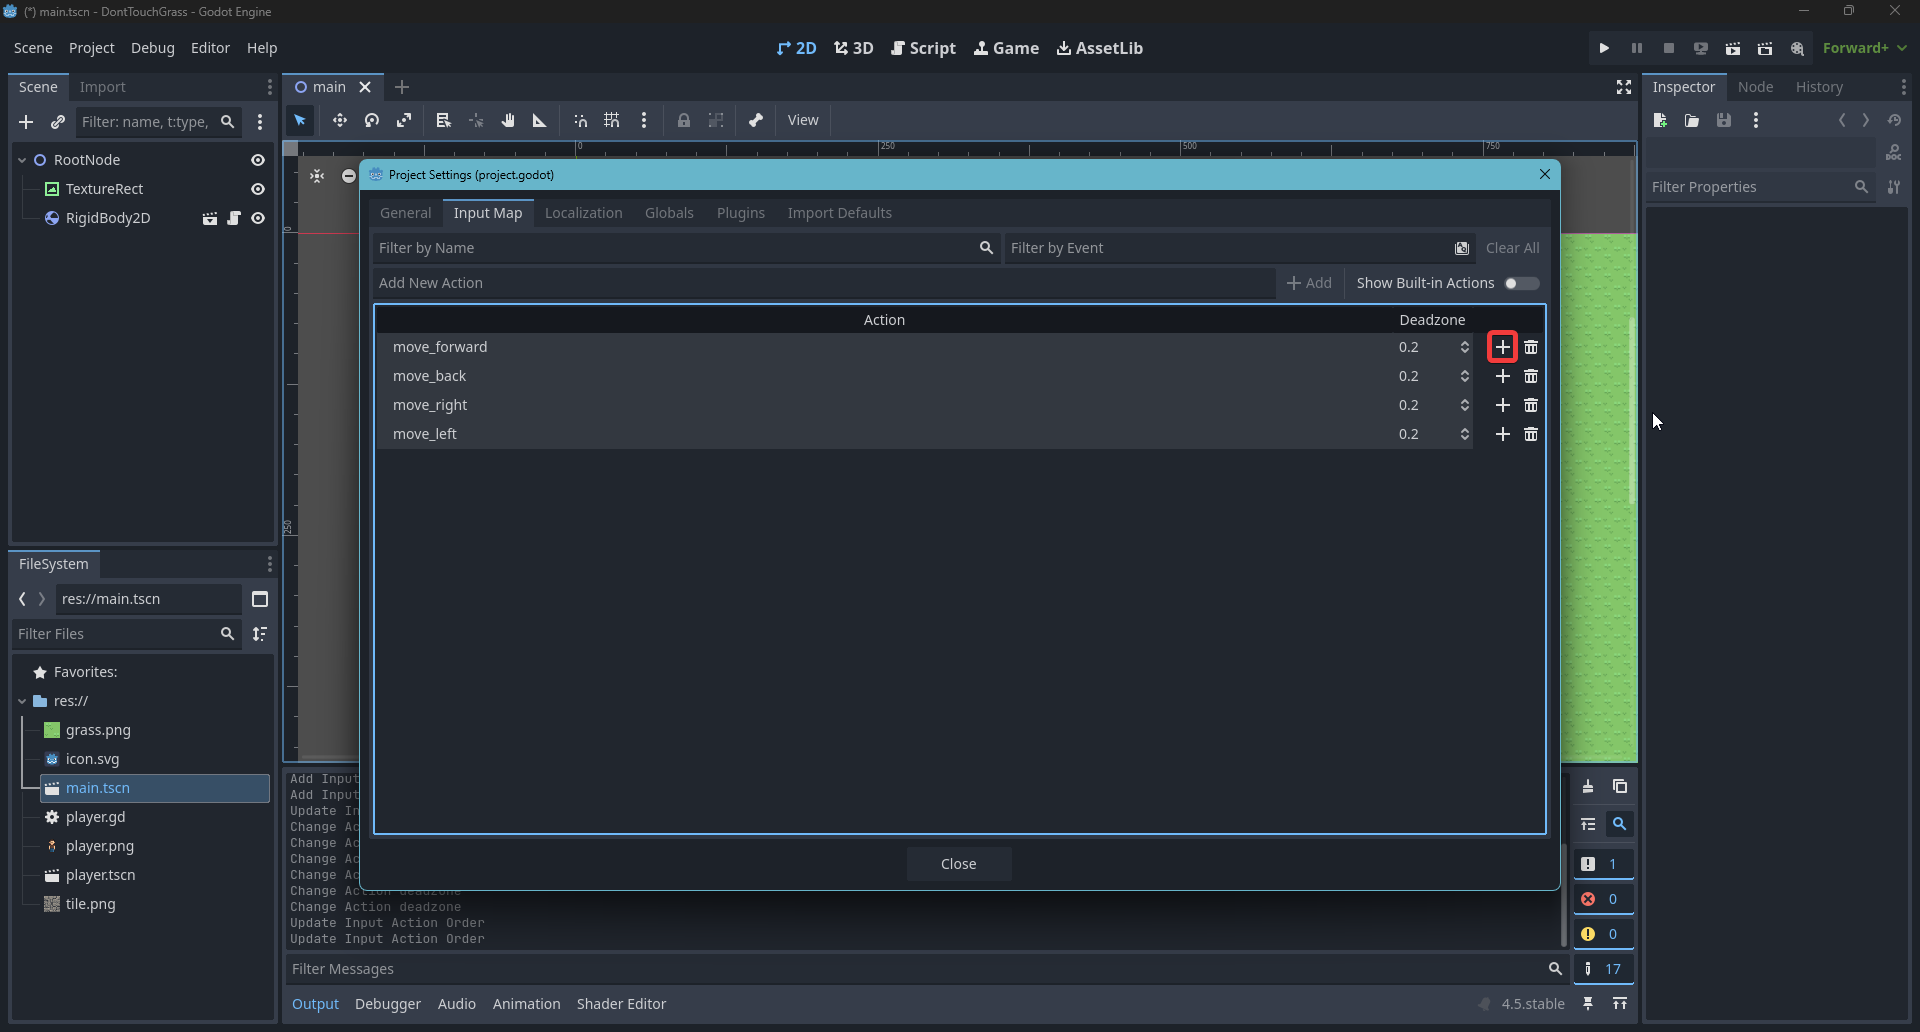 (*) main.tscn - DontTouchGrass - Godot Engine
Scene Project Debug Editor Help
2D 3D Script Game AssetLib
Forward+
Scene Import
Filter: name, t:type,
RootNode
TextureRect
RigidBody2D
main
View
0 250 500 750
0
250
Project Settings (project.godot)
General Input Map Localization Globals Plugins Import Defaults
Filter by Name Filter by Event Clear All
Add New Action Add Show Built-in Actions
Action Deadzone
move_forward 0.2
move_back 0.2
move_right 0.2
move_left 0.2
Close
Inspector Node History
DOC
Filter Properties
FileSystem
res://main.tscn
Filter Files
Favorites:
res://
grass.png
icon.svg
main.tscn
player.gd
player.png
player.tscn
tile.png
Add Input
Add Input
Update In
Change Ac
Change Ac
Change Ac
Change Ac
Change Action deadzone
Change Action deadzone
Update Input Action Order
Update Input Action Order
1
0
0
17
Filter Messages
Output Debugger Audio Animation Shader Editor
4.5.stable